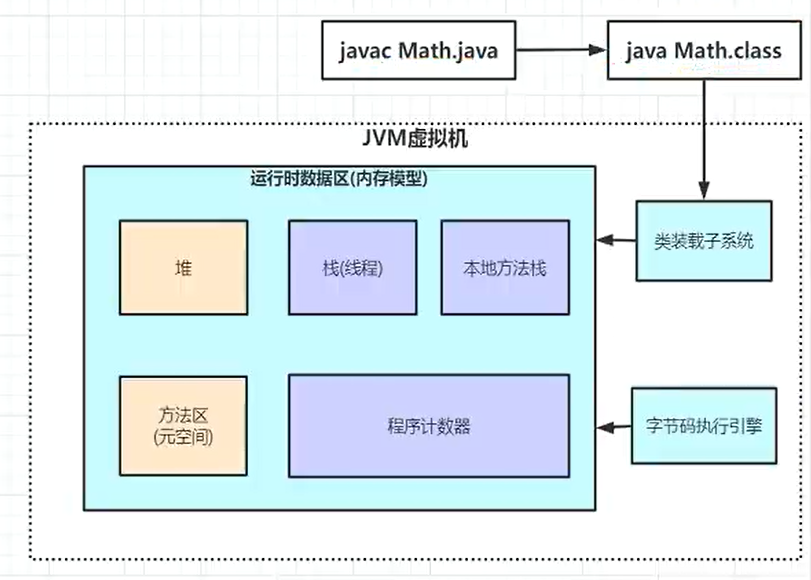 javac Math.java
java Math.class
JVM虚拟机
运行时数据区(内存模型)
堆
栈(线程)
本地方法栈
类装载子系统
方法区
(元空间)
程序计数器
字节码执行引擎